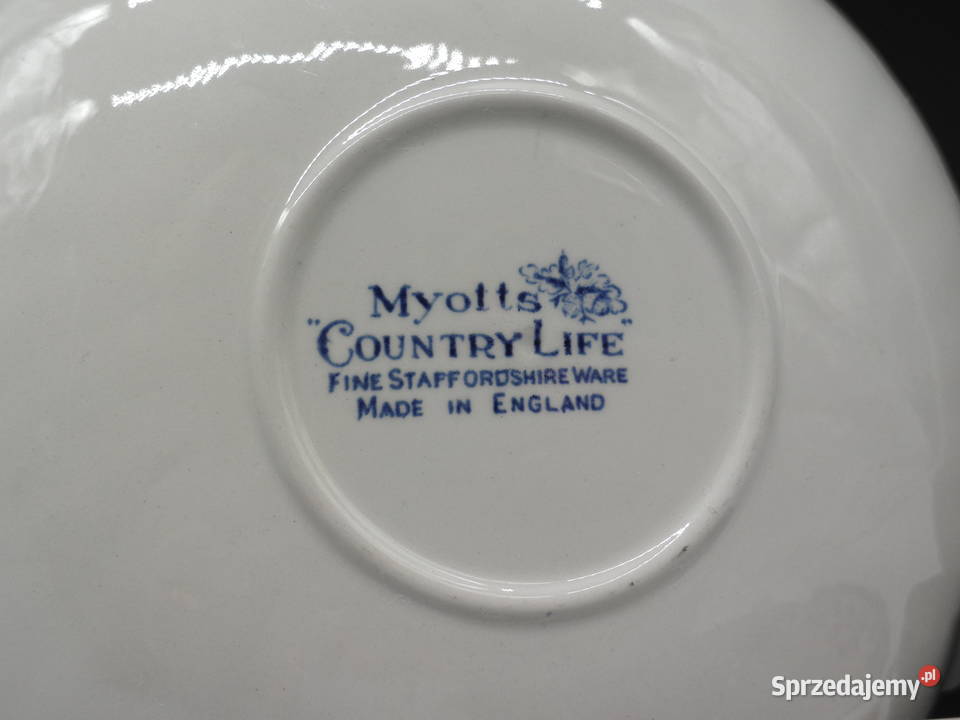 Myotts
"COUNTRY LIFE"
FINE STAFFORDSHIRE WARE
MADE IN ENGLAND
Sprzedajemy.pl